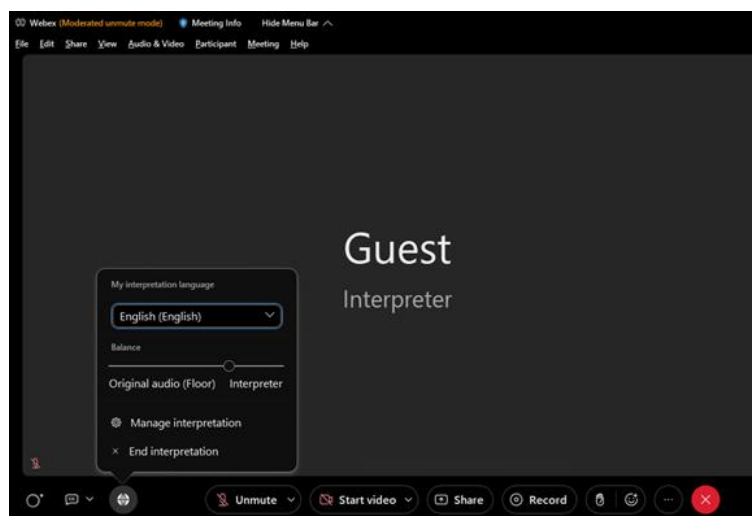 Webex (Moderated unmute mode) Meeting Info Hide Menu Bar
File Edit Share View Audio & Video Participant Meeting Help
Guest
Interpreter
My interpretation language
English (English)
Balance
Original audio (Floor) Interpreter
Manage interpretation
End interpretation
Unmute Start video Share Record